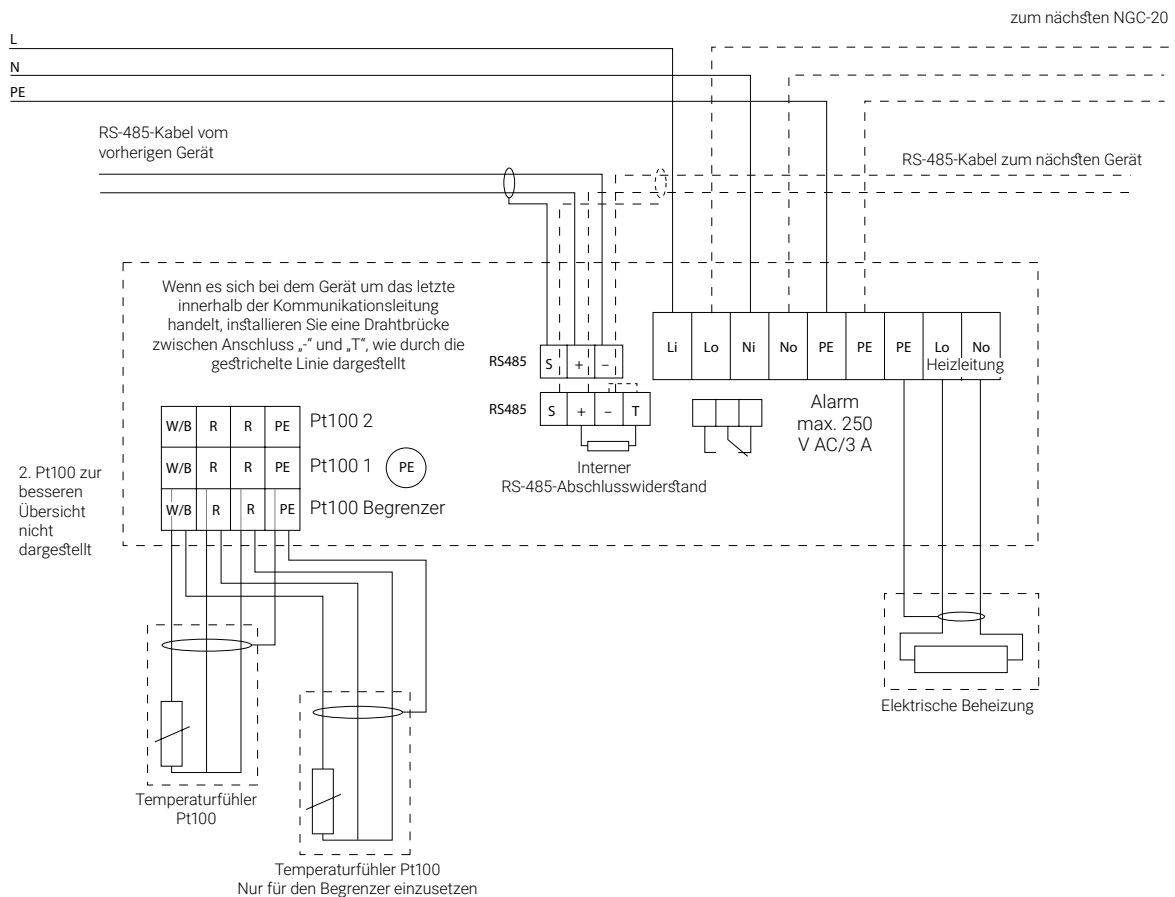 zum nächsten NGC-20
L
N
PE
RS-485-Kabel vom
vorherigen Gerät
RS-485-Kabel zum nächsten Gerät
Wenn es sich bei dem Gerät um das letzte
innerhalb der Kommunikationsleitung
handelt, installieren Sie eine Drahtbrücke
zwischen Anschluss „-“ und „T“, wie durch die
gestrichelte Linie dargestellt
RS485 S + –
RS485 S + – T
Interner
RS-485-Abschlusswiderstand
Li Lo Ni No PE PE PE Lo No
Heizleitung
Alarm
max. 250
V AC/3 A
W/B R R PE Pt100 2
W/B R R PE Pt100 1 PE
W/B R R PE Pt100 Begrenzer
2. Pt100 zur
besseren
Übersicht
nicht
dargestellt
Elektrische Beheizung
Temperaturfühler
Pt100
Temperaturfühler Pt100
Nur für den Begrenzer einzusetzen